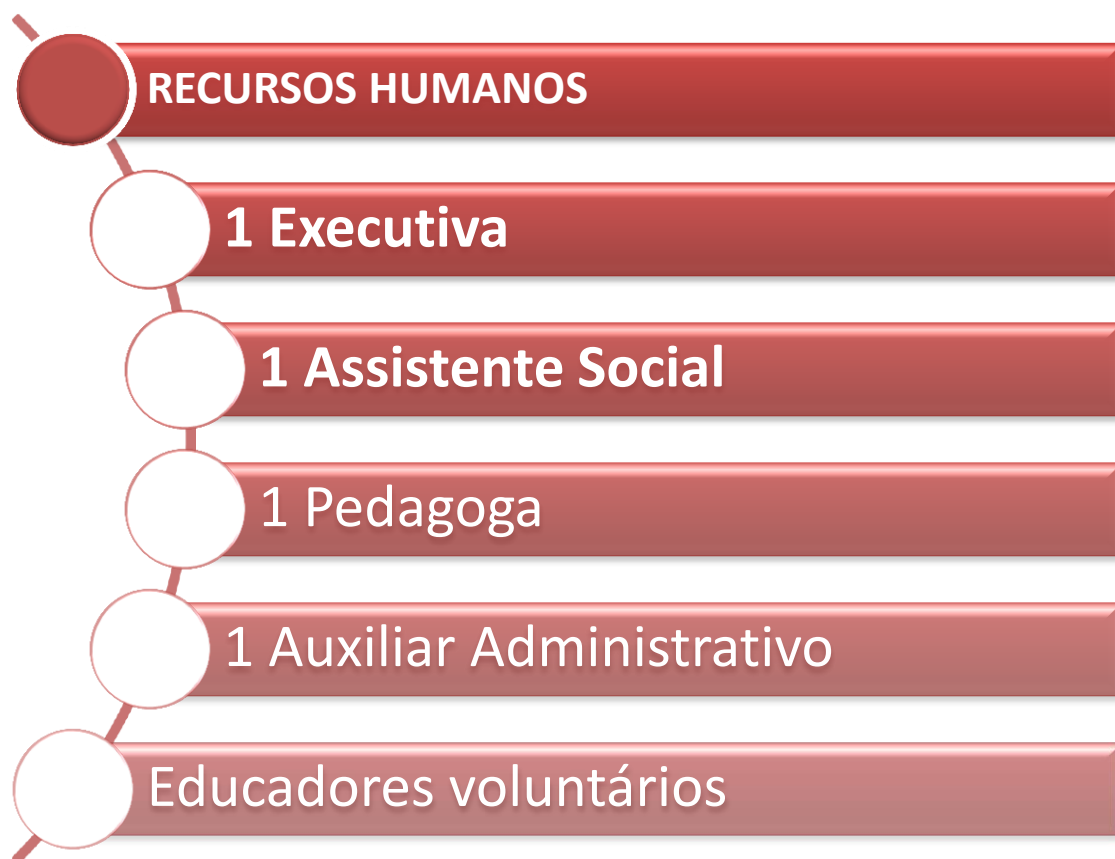 RECURSOS HUMANOS
1 Executiva
1 Assistente Social
1 Pedagoga
1 Auxiliar Administrativo
Educadores voluntários